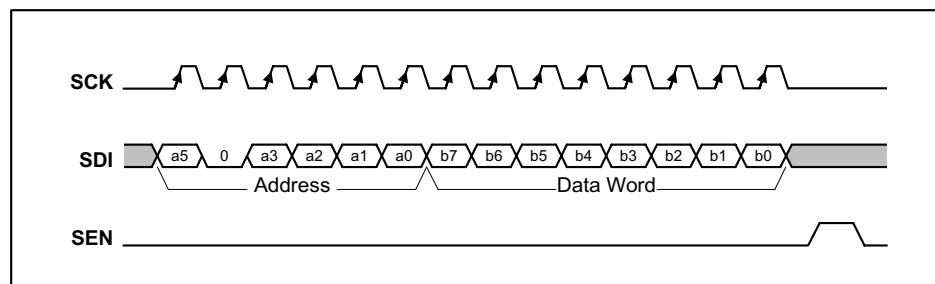 SCK
SDI a5 0 a3 a2 a1 a0 b7 b6 b5 b4 b3 b2 b1 b0
Address Data Word
SEN